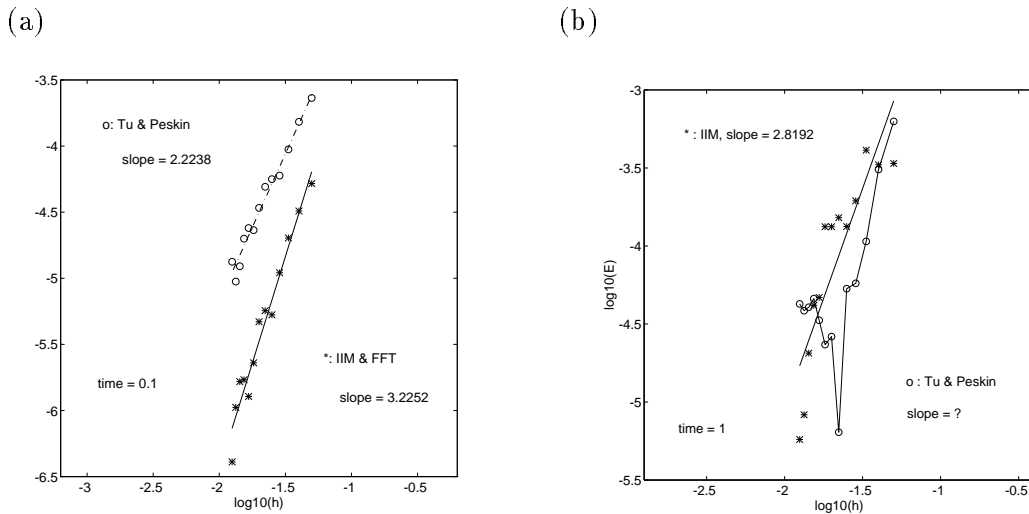 (a)
-3.5
-4
-4.5
-5
-5.5
-6
-6.5
-3
-2.5
-2
-1.5
-1
-0.5
log10(h)
o: Tu & Peskin
slope = 2.2238
*: IIM & FFT
slope = 3.2252
time = 0.1
(b)
log10(E)
-3
-3.5
-4
-4.5
-5
-5.5
-2.5
-2
-1.5
-1
-0.5
log10(h)
* : IIM, slope = 2.8192
o : Tu & Peskin
slope = ?
time = 1